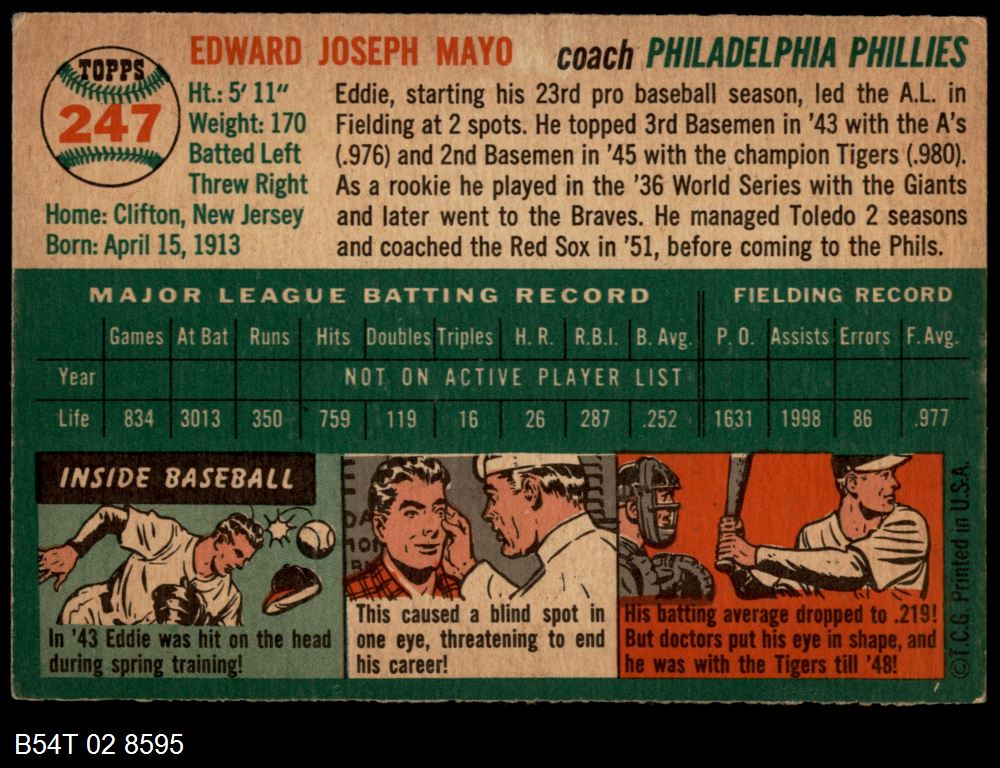 TOPPS
247
EDWARD JOSEPH MAYO coach PHILADELPHIA PHILLIES
Ht.: 5' 11"
Weight: 170
Batted Left
Threw Right
Home: Clifton, New Jersey
Born: April 15, 1913
Eddie, starting his 23rd pro baseball season, led the A.L. in
Fielding at 2 spots. He topped 3rd Basemen in '43 with the A's
(.976) and 2nd Basemen in '45 with the champion Tigers (.980).
As a rookie he played in the '36 World Series with the Giants
and later went to the Braves. He managed Toledo 2 seasons
and coached the Red Sox in '51, before coming to the Phils.
MAJOR LEAGUE BATTING RECORD FIELDING RECORD
Games At Bat Runs Hits Doubles Triples H. R. R.B.I. B. Avg. P. O. Assists Errors F. Avg.
Year NOT ON ACTIVE PLAYER LIST
Life 834 3013 350 759 119 16 26 287 .252 1631 1998 86 .977
INSIDE BASEBALL
In '43 Eddie was hit on the head
during spring training!
This caused a blind spot in
one eye, threatening to end
his career!
His batting average dropped to .219!
But doctors put his eye in shape, and
he was with the Tigers till '48!
©T.C.G. Printed in U.S.A.
B54T 02 8595